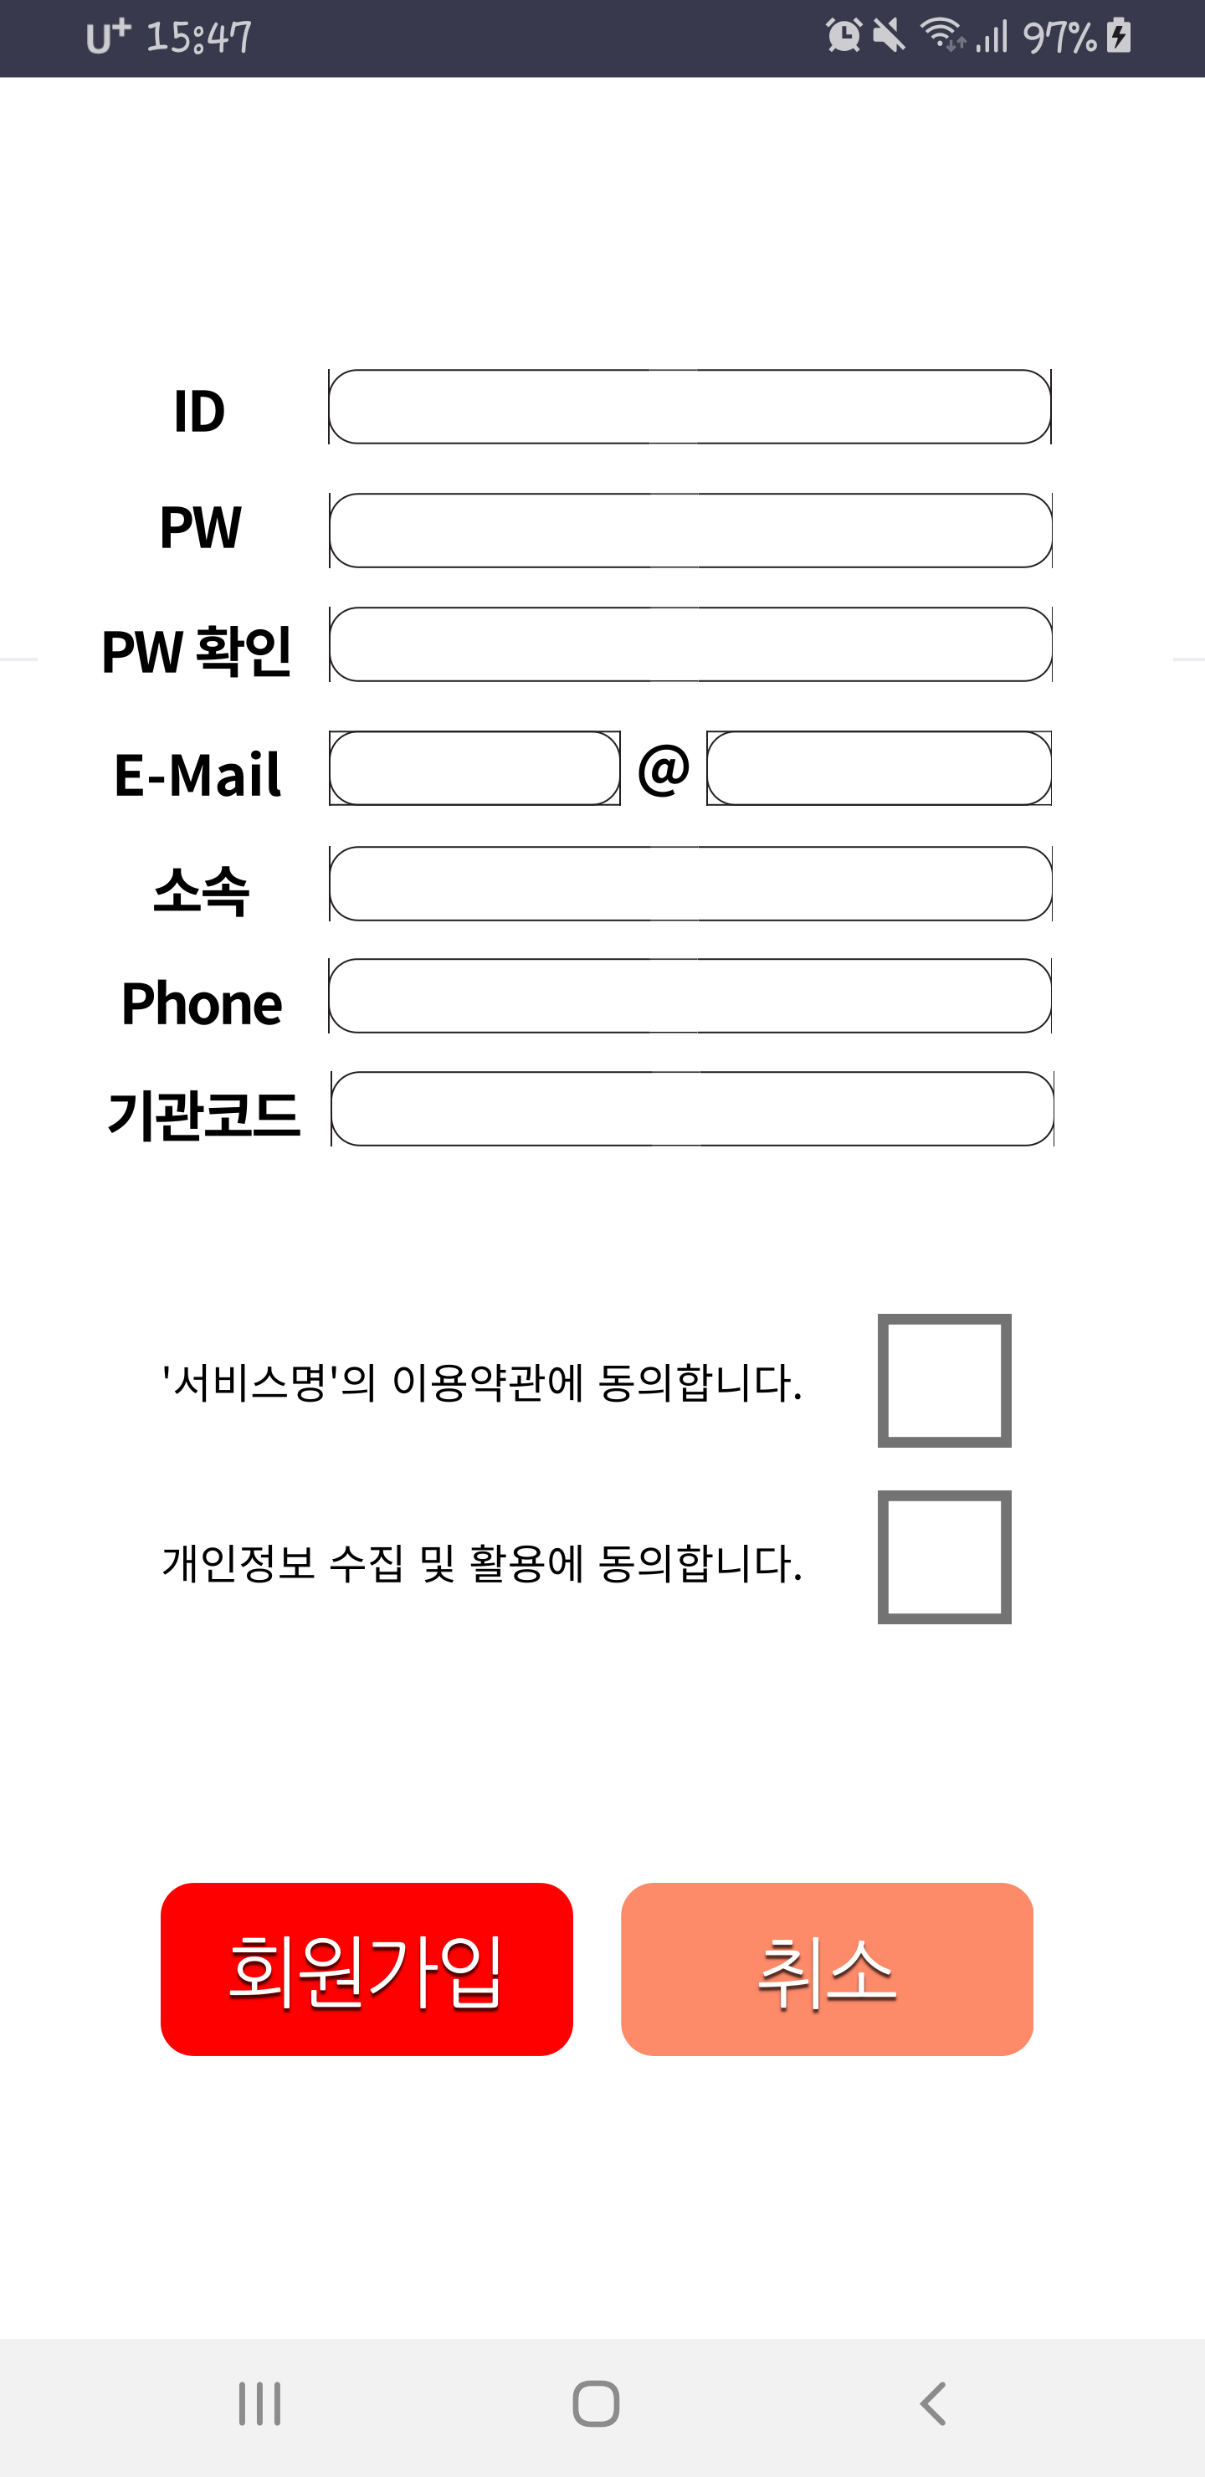 U+ 15:47 97%
ID
PW
PW 확인
E-Mail @
소속
Phone
기관코드
'서비스명'의 이용약관에 동의합니다.
개인정보 수집 및 활용에 동의합니다.
회원가입 취소